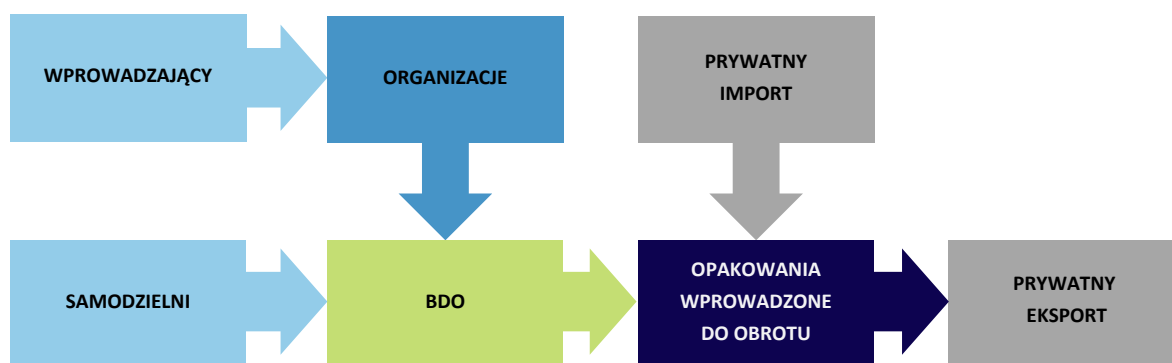 WPROWADZAJĄCY
ORGANIZACJE
PRYWATNY
IMPORT
SAMODZIELNI
BDO
OPAKOWANIA
WPROWADZONE
DO OBROTU
PRYWATNY
EKSPORT